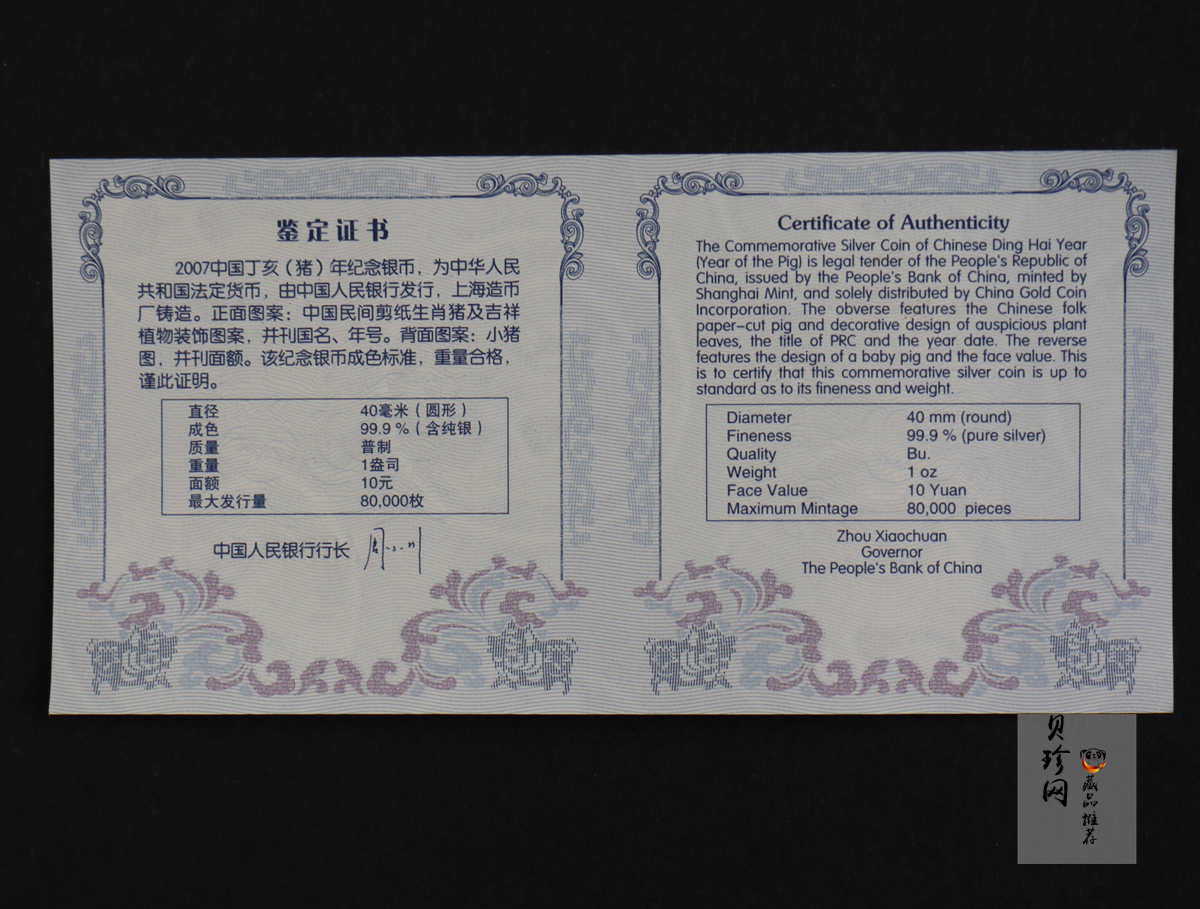 鉴定证书
2007中国丁亥（猪）年纪念银币，为中华人民
共和国法定货币，由中国人民银行发行，上海造币
厂铸造。正面图案：中国民间剪纸生肖猪及吉祥
植物装饰图案，并刊国名、年号。背面图案：小猪
图，并刊面额。该纪念银币成色标准，重量合格，
谨此证明。
直径 40毫米（圆形）
成色 99.9％（含纯银）
质量 普制
重量 1盎司
面额 10元
最大发行量 80,000枚
中国人民银行行长 周小川
Certificate of Authenticity
The Commemorative Silver Coin of Chinese Ding Hai Year
(Year of the Pig) is legal tender of the People's Republic of
China, issued by the People's Bank of China, minted by
Shanghai Mint, and solely distributed by China Gold Coin
Incorporation. The obverse features the Chinese folk
paper–cut pig and decorative design of auspicious plant
leaves, the title of PRC and the year date. The reverse
features the design of a baby pig and the face value. This
is to certify that this commemorative silver coin is up to
standard as to its fineness and weight.
Diameter 40 mm (round)
Fineness 99.9 % (pure silver)
Quality Bu.
Weight 1 oz
Face Value 10 Yuan
Maximum Mintage 80,000 pieces
Zhou Xiaochuan
Governor
The People's Bank of China
贝珍网
藏品推荐